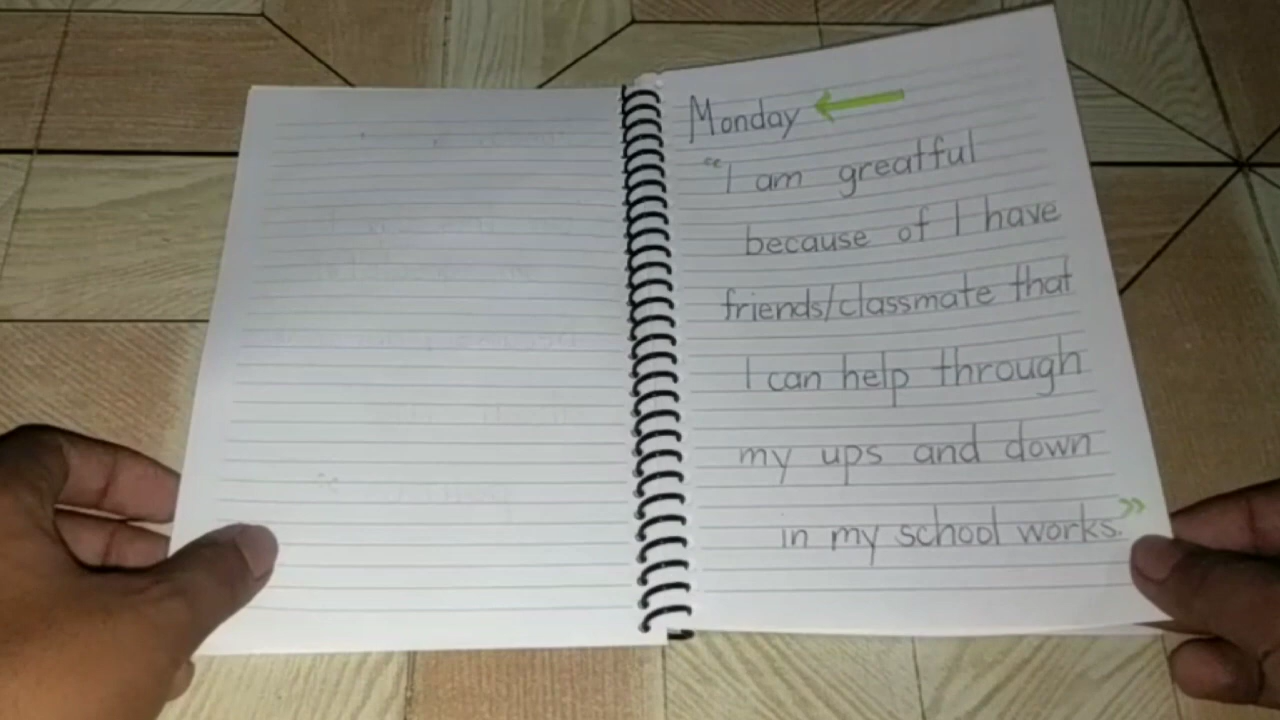 Monday
"I am greatful
because of I have
friends/classmate that
I can help through
my ups and down
in my school works."